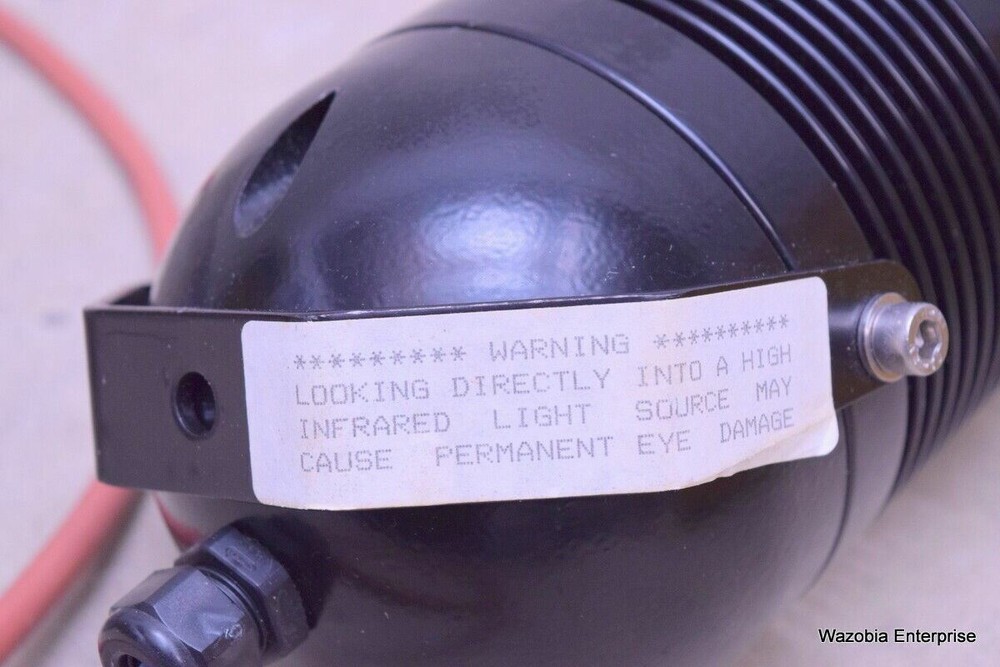 ********* WARNING **********
LOOKING DIRECTLY INTO A HIGH
INFRARED LIGHT SOURCE MAY
CAUSE PERMANENT EYE DAMAGE
Wazobia Enterprise